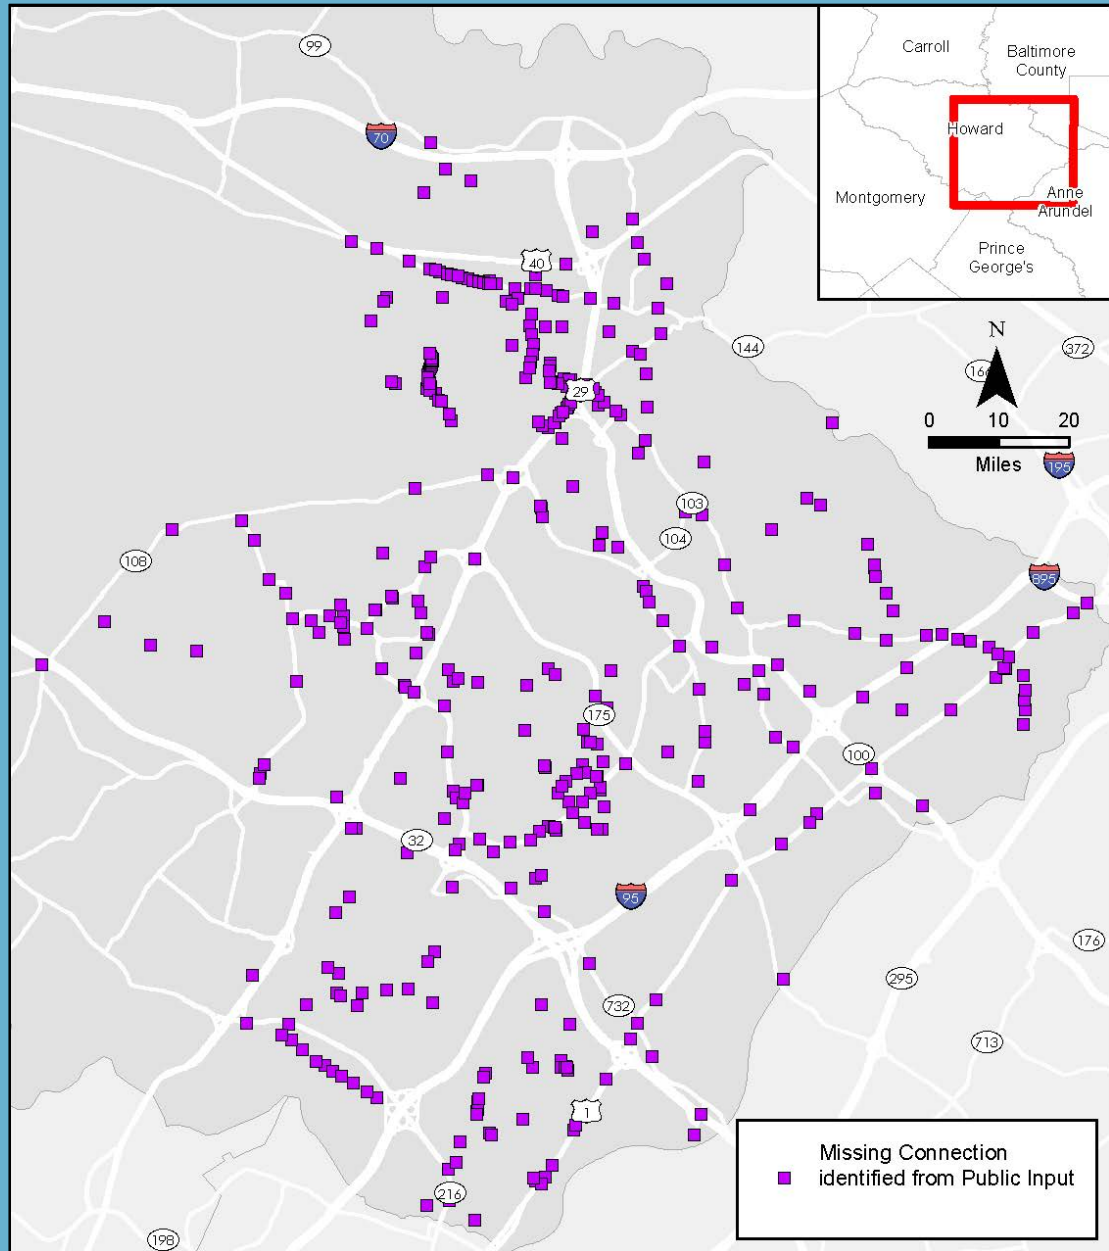 99
Carroll
Baltimore
County
70
Howard
Montgomery
Anne
Arundel
Prince
George's
40
N
144
372
166
29
0 10 20
Miles
195
103
104
108
895
175
100
32
95
176
295
732
713
1
Missing Connection
identified from Public Input
216
198